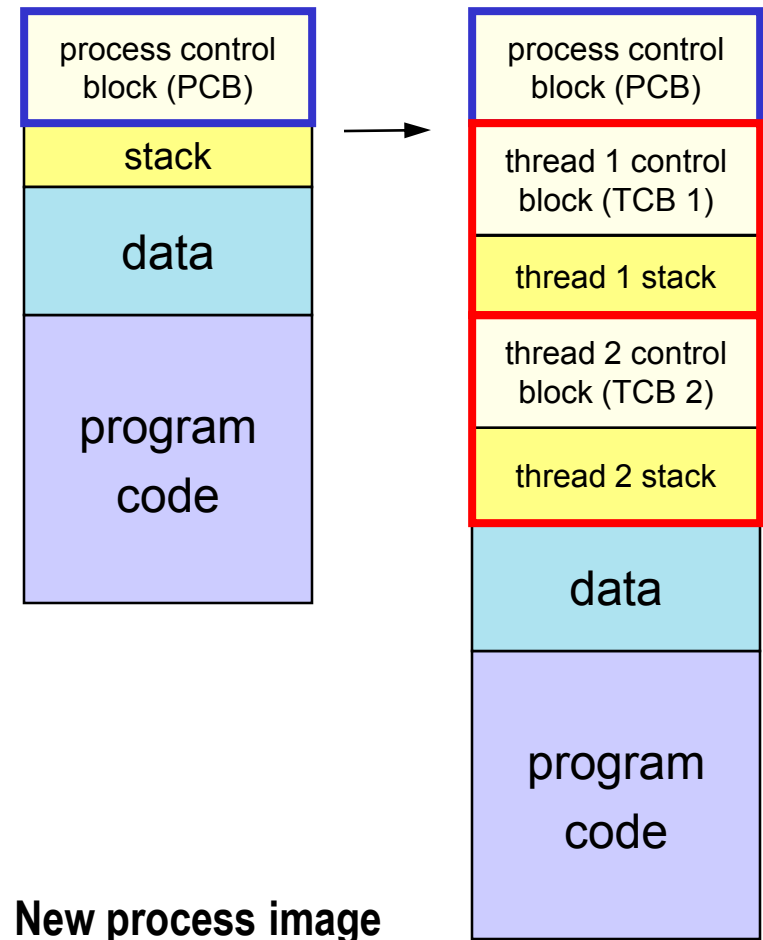 process control
block (PCB)
stack
data
program
code
process control
block (PCB)
thread 1 control
block (TCB 1)
thread 1 stack
thread 2 control
block (TCB 2)
thread 2 stack
data
program
code
New process image